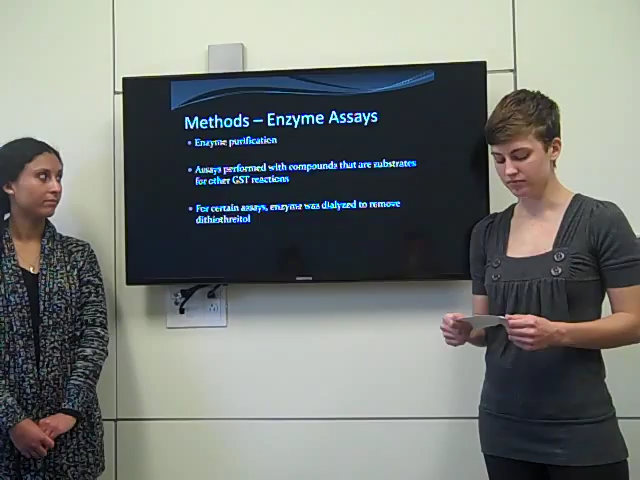 Methods – Enzyme Assays
• Enzyme purification
• Assays performed with compounds that are substrates
for other GST reactions
• For certain assays, enzyme was dialyzed to remove
dithiothreitol